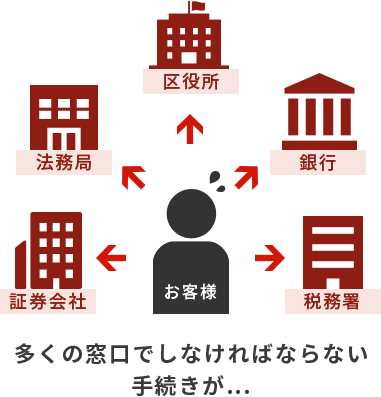 区役所
法務局
銀行
証券会社
お客様
税務署
多くの窓口でしなければならない
手続きが...